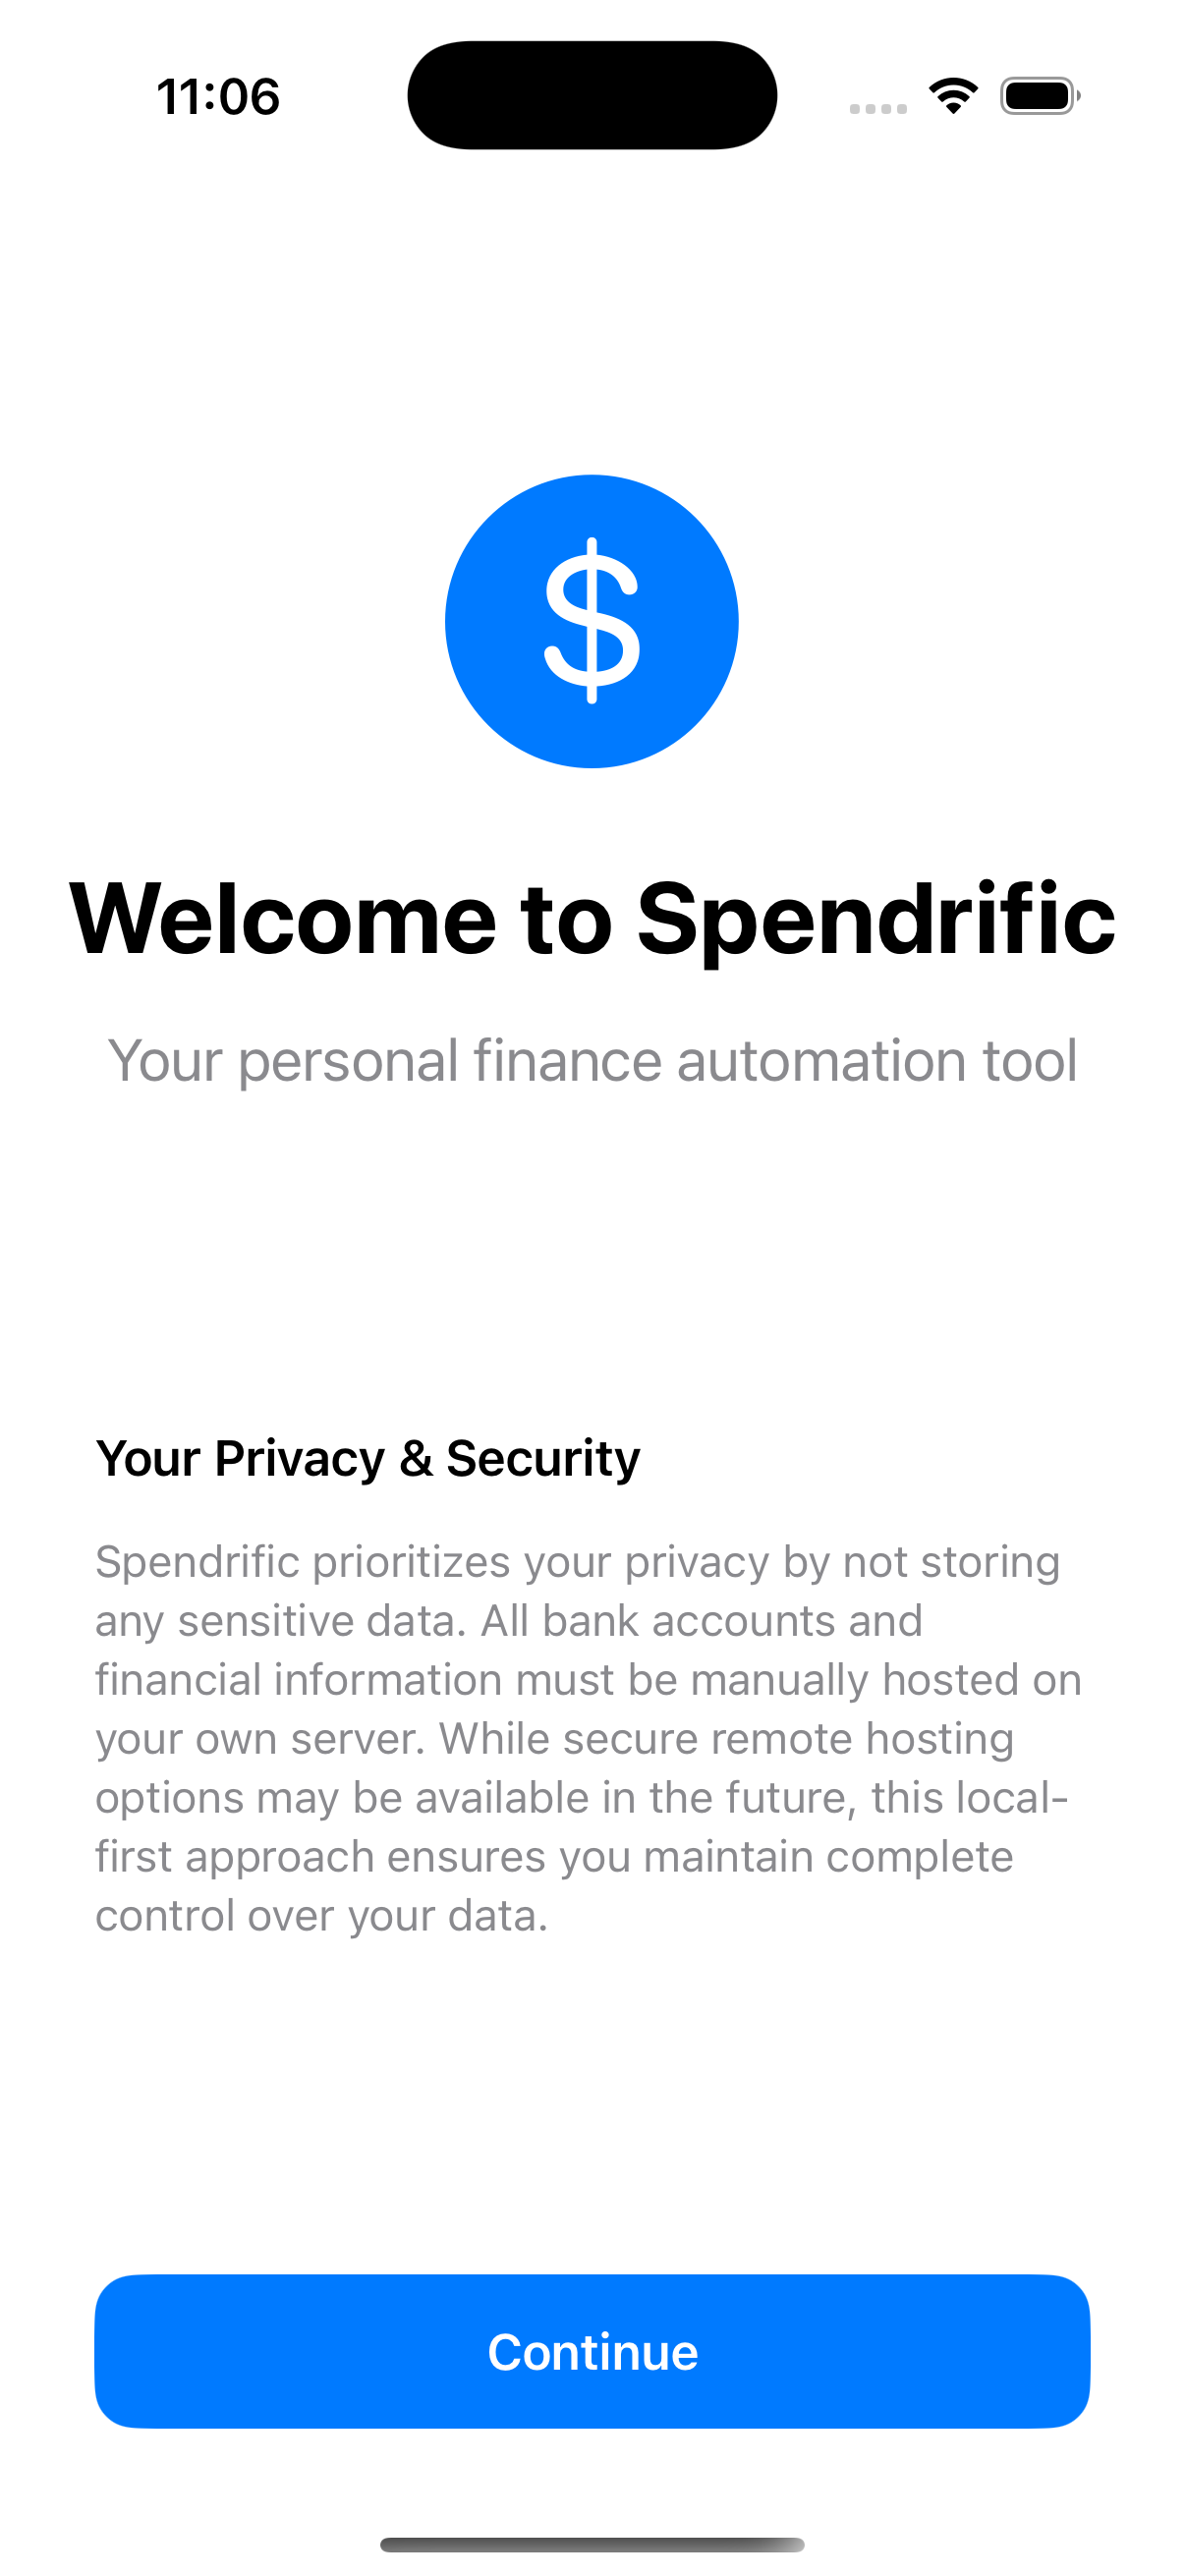 11:06
$
Welcome to Spendrific
Your personal finance automation tool
Your Privacy & Security
Spendrific prioritizes your privacy by not storing
any sensitive data. All bank accounts and
financial information must be manually hosted on
your own server. While secure remote hosting
options may be available in the future, this local-
first approach ensures you maintain complete
control over your data.
Continue